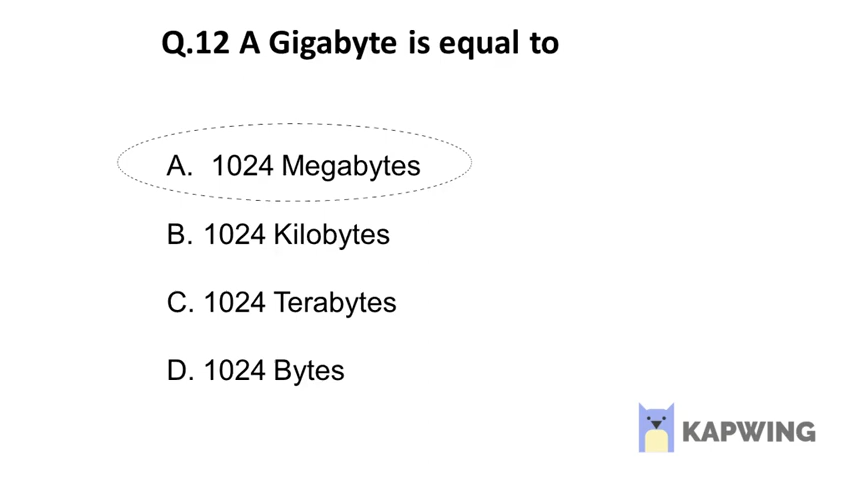 Q.12 A Gigabyte is equal to
A. 1024 Megabytes
B. 1024 Kilobytes
C. 1024 Terabytes
D. 1024 Bytes
KAPWING